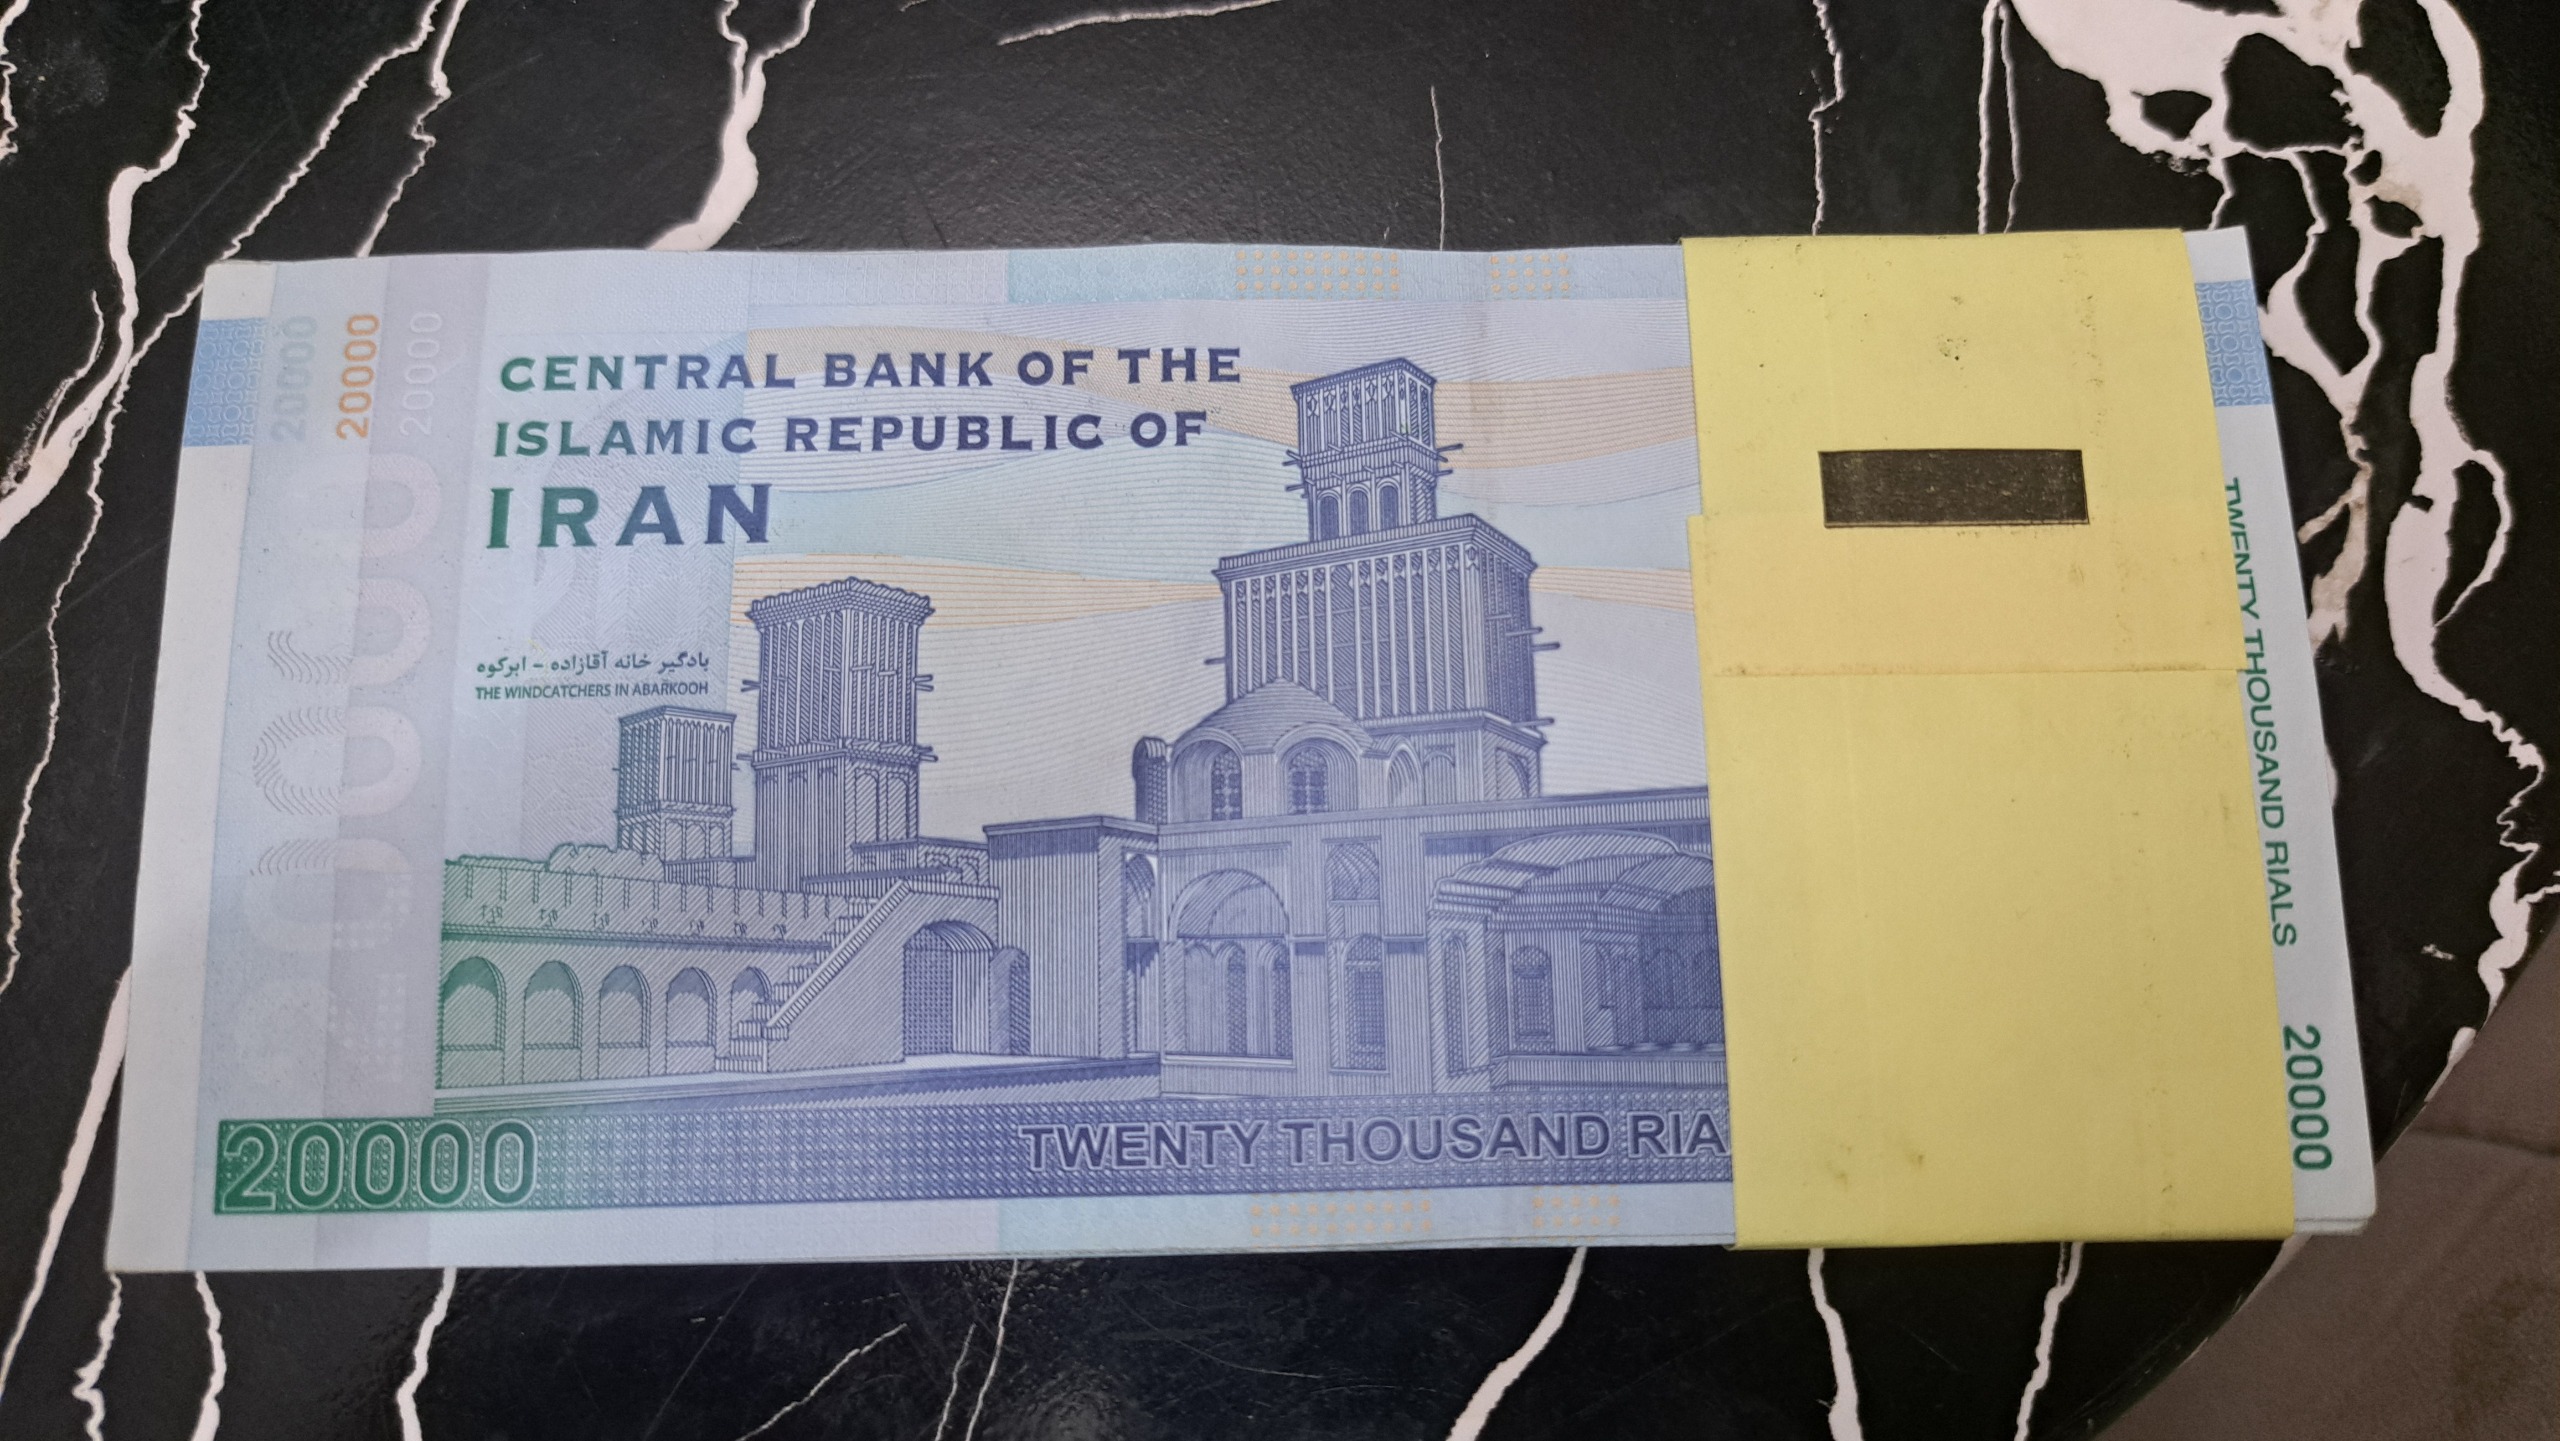 20000
20000
20000
20000
CENTRAL BANK OF THE
ISLAMIC REPUBLIC OF
IRAN
بادگیر خانه آقازاده - ابرکوه
THE WINDCATCHERS IN ABARKOOH
20000
TWENTY THOUSAND RIA
TWENTY THOUSAND RIALS
20000